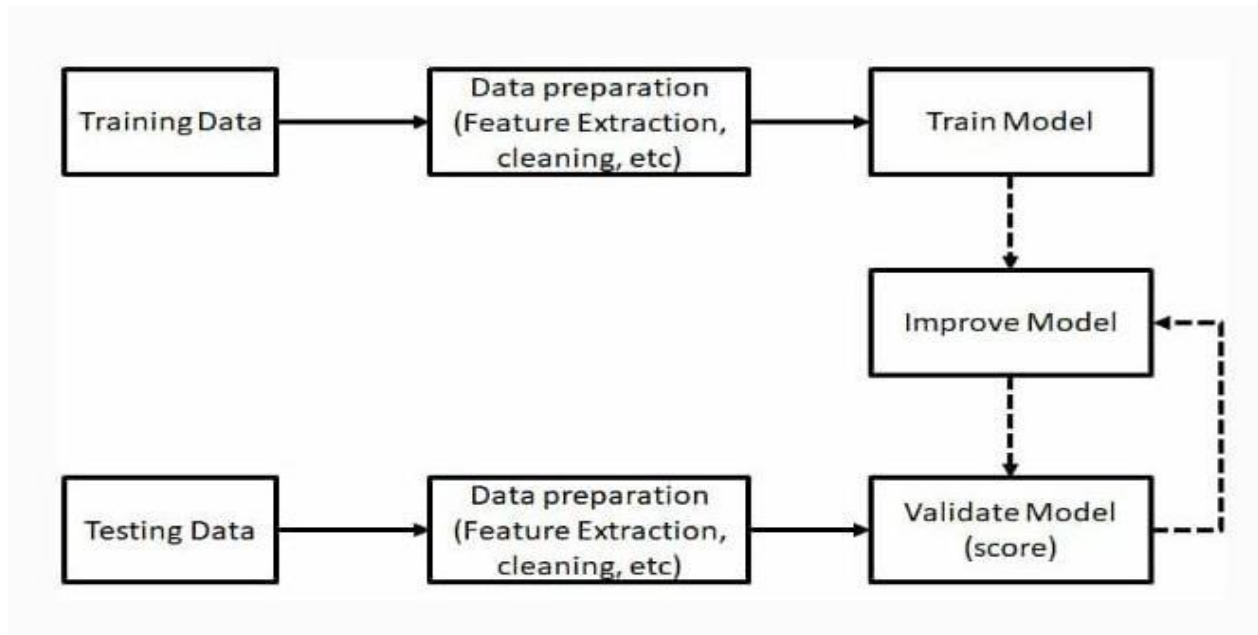 Training Data
Data preparation
(Feature Extraction,
cleaning, etc)
Train Model
Improve Model
Testing Data
Data preparation
(Feature Extraction,
cleaning, etc)
Validate Model
(score)